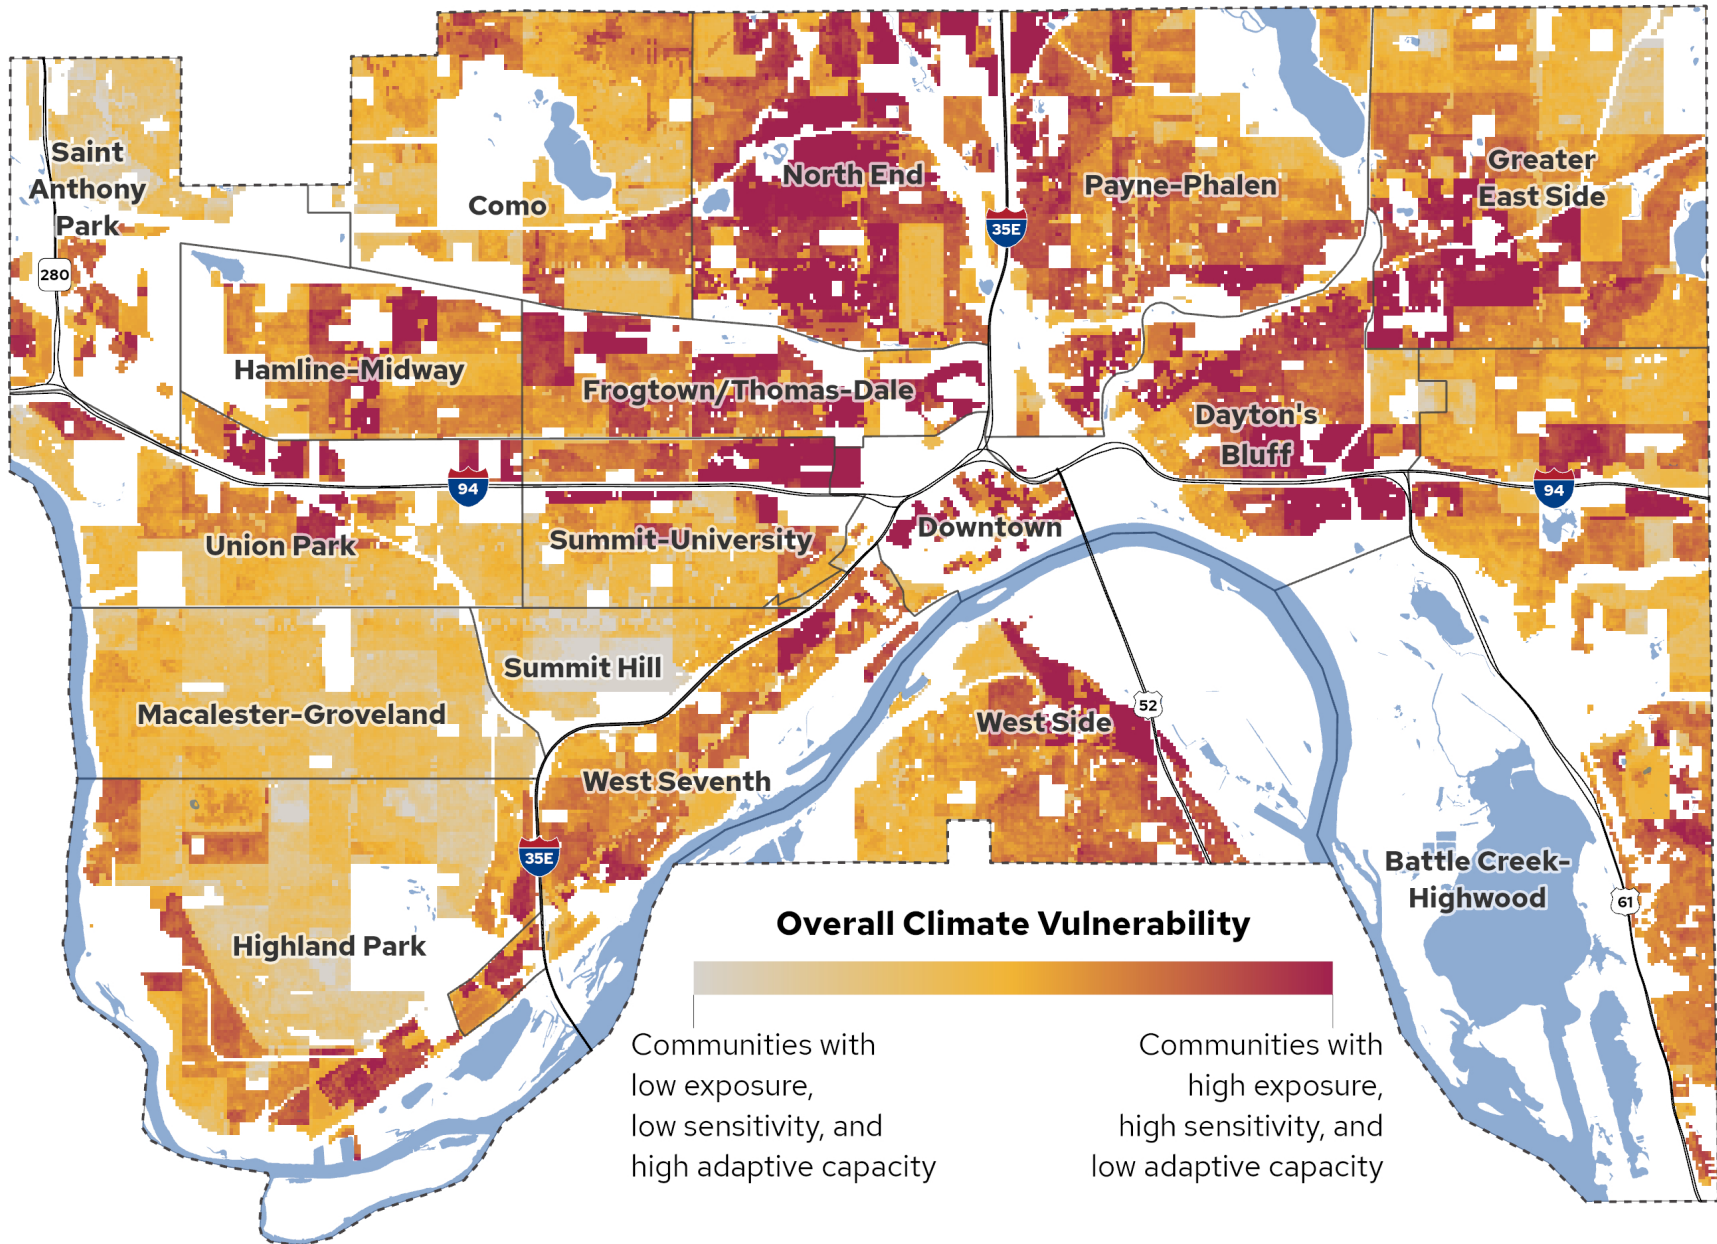 Saint
Anthony
Park
Como
North End
Payne-Phalen
Greater
East Side
35E
280
Hamline-Midway
Frogtown/Thomas-Dale
Dayton's
Bluff
94
94
Union Park
Summit-University
Downtown
Summit Hill
Macalester-Groveland
West Side
52
West Seventh
35E
Battle Creek-
Highwood
61
Highland Park
Overall Climate Vulnerability
Communities with
low exposure,
low sensitivity, and
high adaptive capacity
Communities with
high exposure,
high sensitivity, and
low adaptive capacity